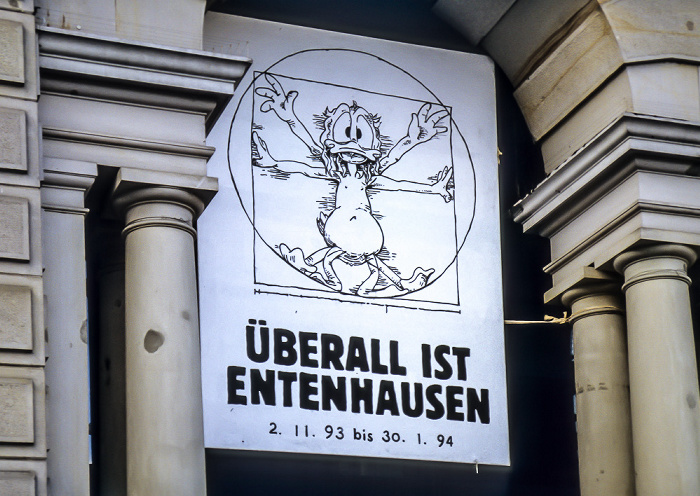 ÜBERALL IST
ENTENHAUSEN
2. 11. 93 bis 30. 1. 94